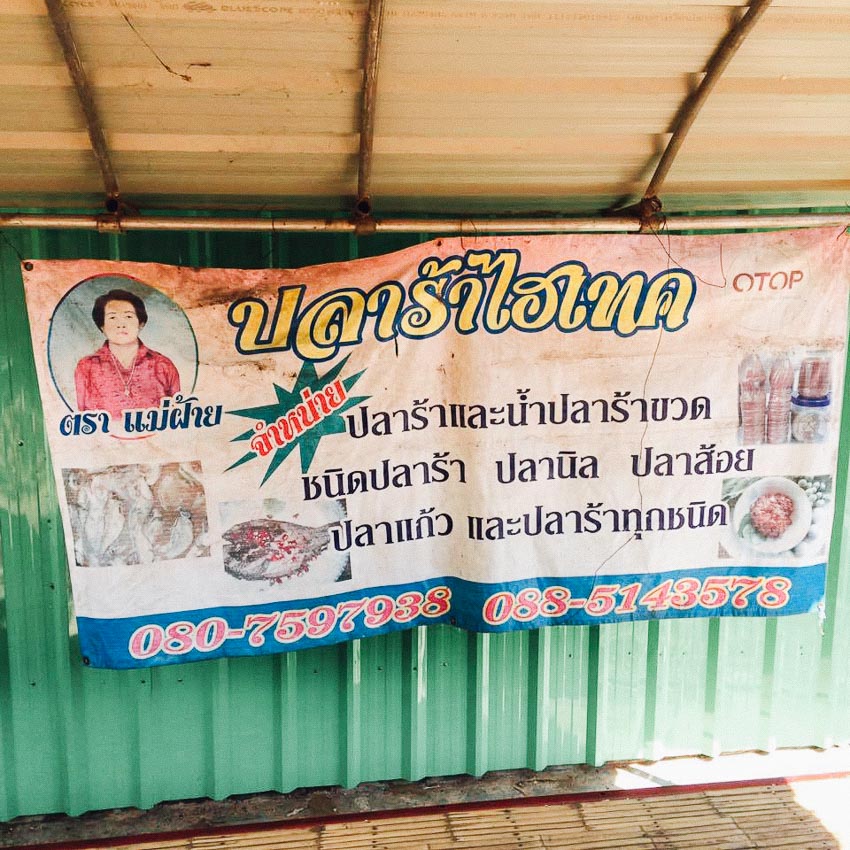 BLUESCOPE
ปลาร้าไฮเทค
OTOP
ตรา แม่ฝ้าย
จำหน่าย
ปลาร้าและน้ำปลาร้าขวด
ชนิดปลาร้า ปลานิล ปลาส้อย
ปลาแก้ว และปลาร้าทุกชนิด
080-7597938 088-5143578